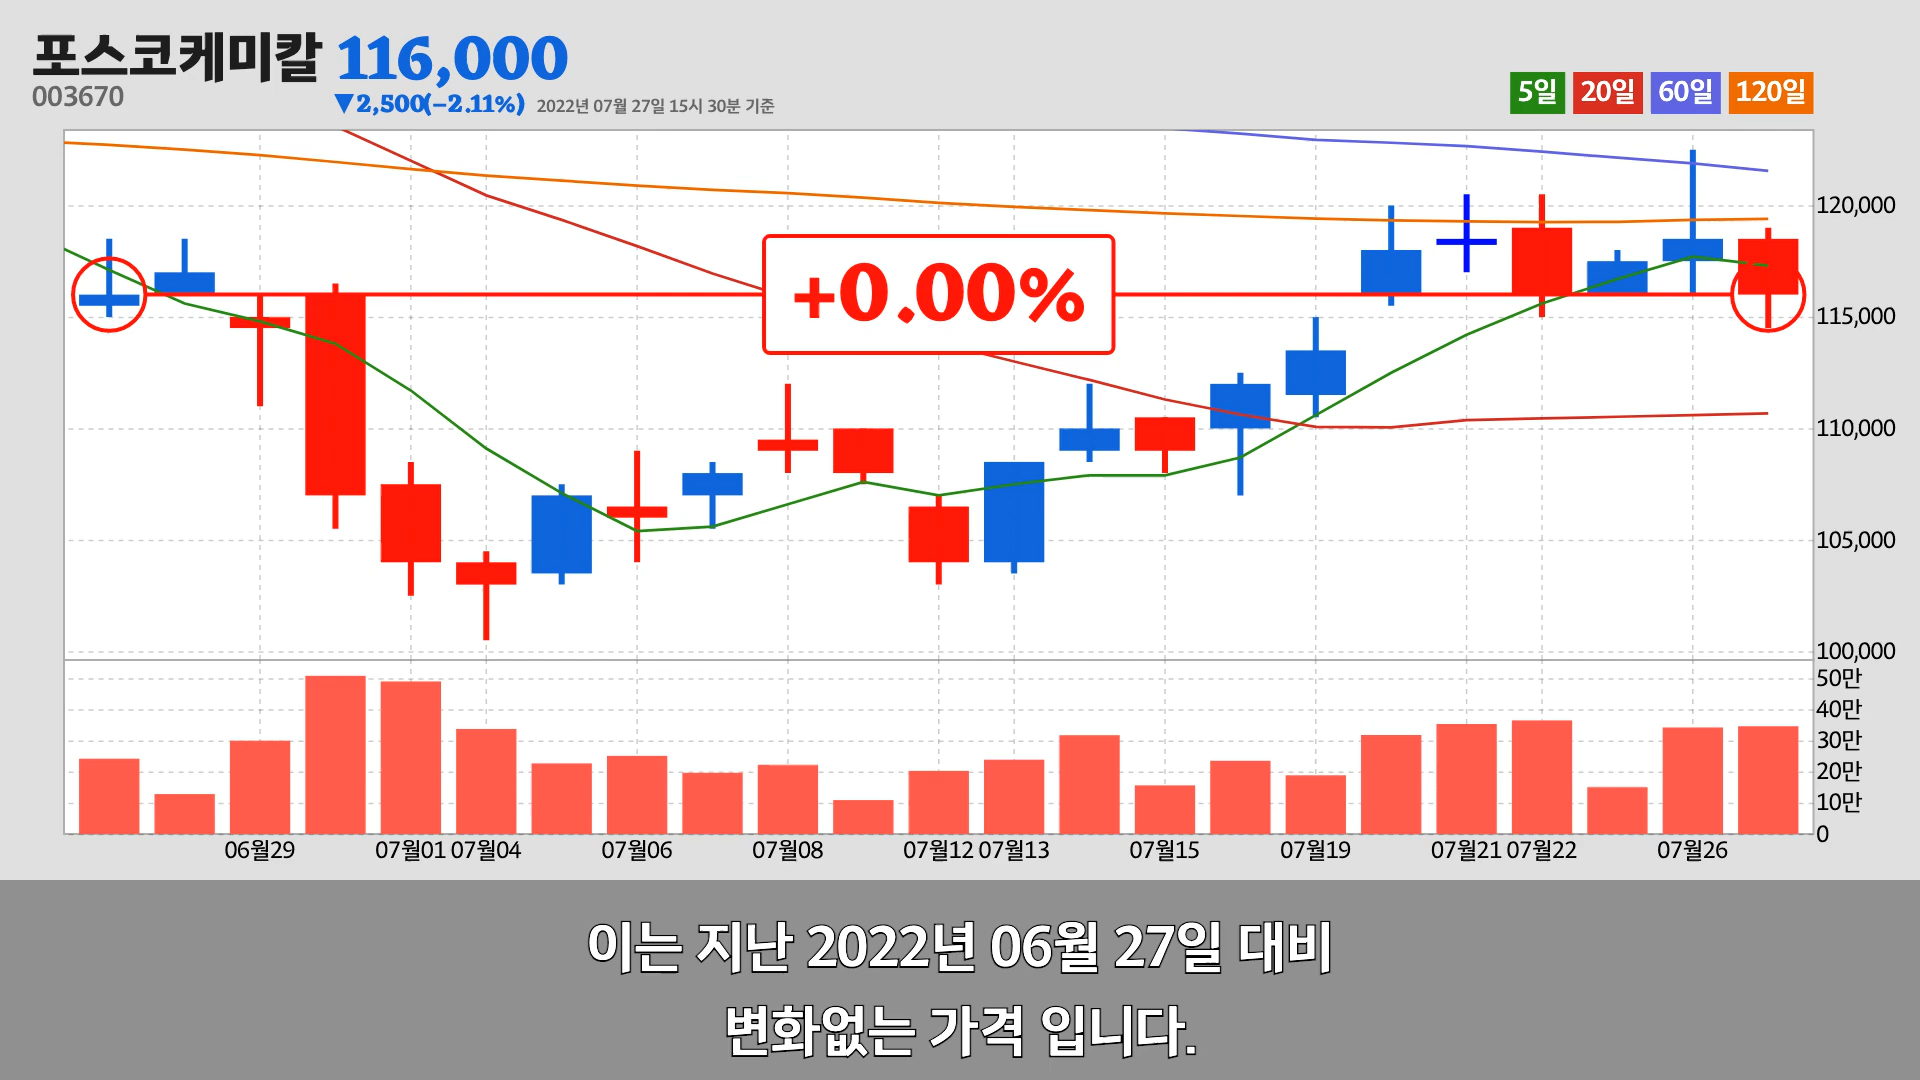 포스코케미칼 116,000
003670
▼2,500(-2.11%) 2022년 07월 27일 15시 30분 기준
5일 20일 60일 120일
+0.00%
120,000
115,000
110,000
105,000
100,000
50만
40만
30만
20만
10만
0
06월29 07월01 07월04 07월06 07월08 07월12 07월13 07월15 07월19 07월21 07월22 07월26
이는 지난 2022년 06월 27일 대비
변화없는 가격 입니다.